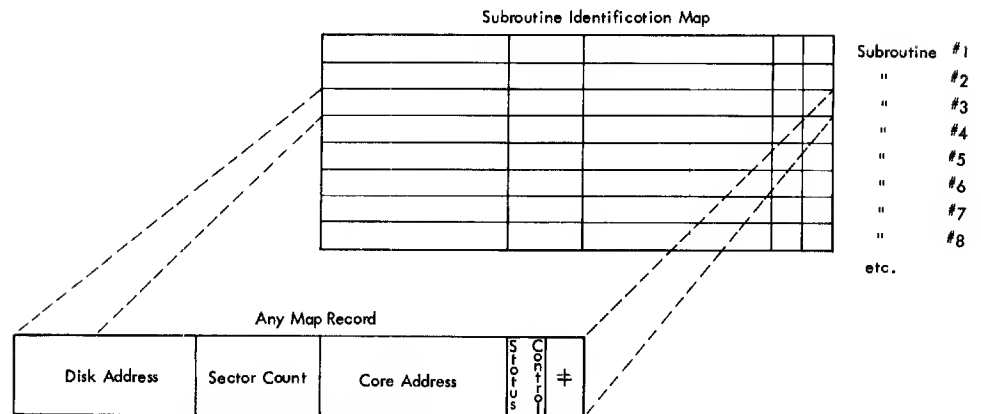 Subroutine Identification Map
Subroutine #1
" #2
" #3
" #4
" #5
" #6
" #7
" #8
etc.
Any Map Record
Disk Address
Sector Count
Core Address
Status
Control
⧧